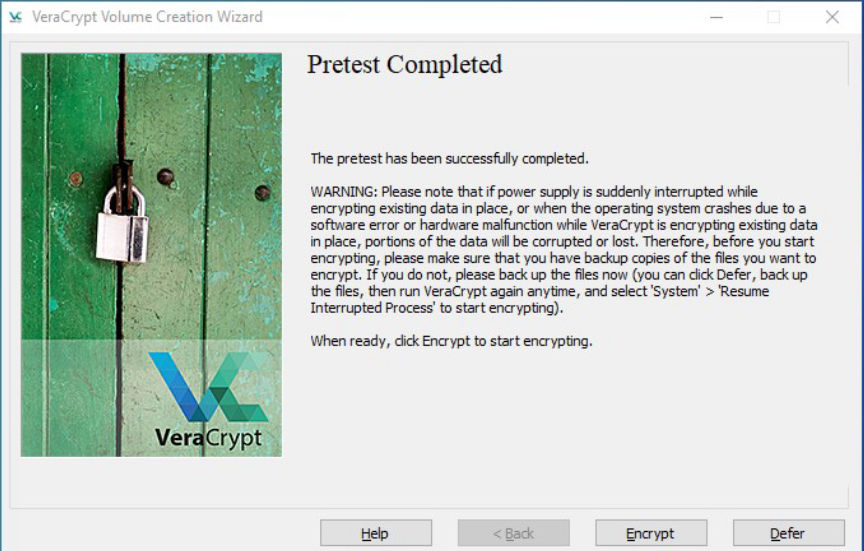 VeraCrypt Volume Creation Wizard
Pretest Completed
The pretest has been successfully completed.
WARNING: Please note that if power supply is suddenly interrupted while
encrypting existing data in place, or when the operating system crashes due to a
software error or hardware malfunction while VeraCrypt is encrypting existing data
in place, portions of the data will be corrupted or lost. Therefore, before you start
encrypting, please make sure that you have backup copies of the files you want to
encrypt. If you do not, please back up the files now (you can click Defer, back up
the files, then run VeraCrypt again anytime, and select 'System' > 'Resume
Interrupted Process' to start encrypting).
When ready, click Encrypt to start encrypting.
VeraCrypt
Help
< Back
Encrypt
Defer